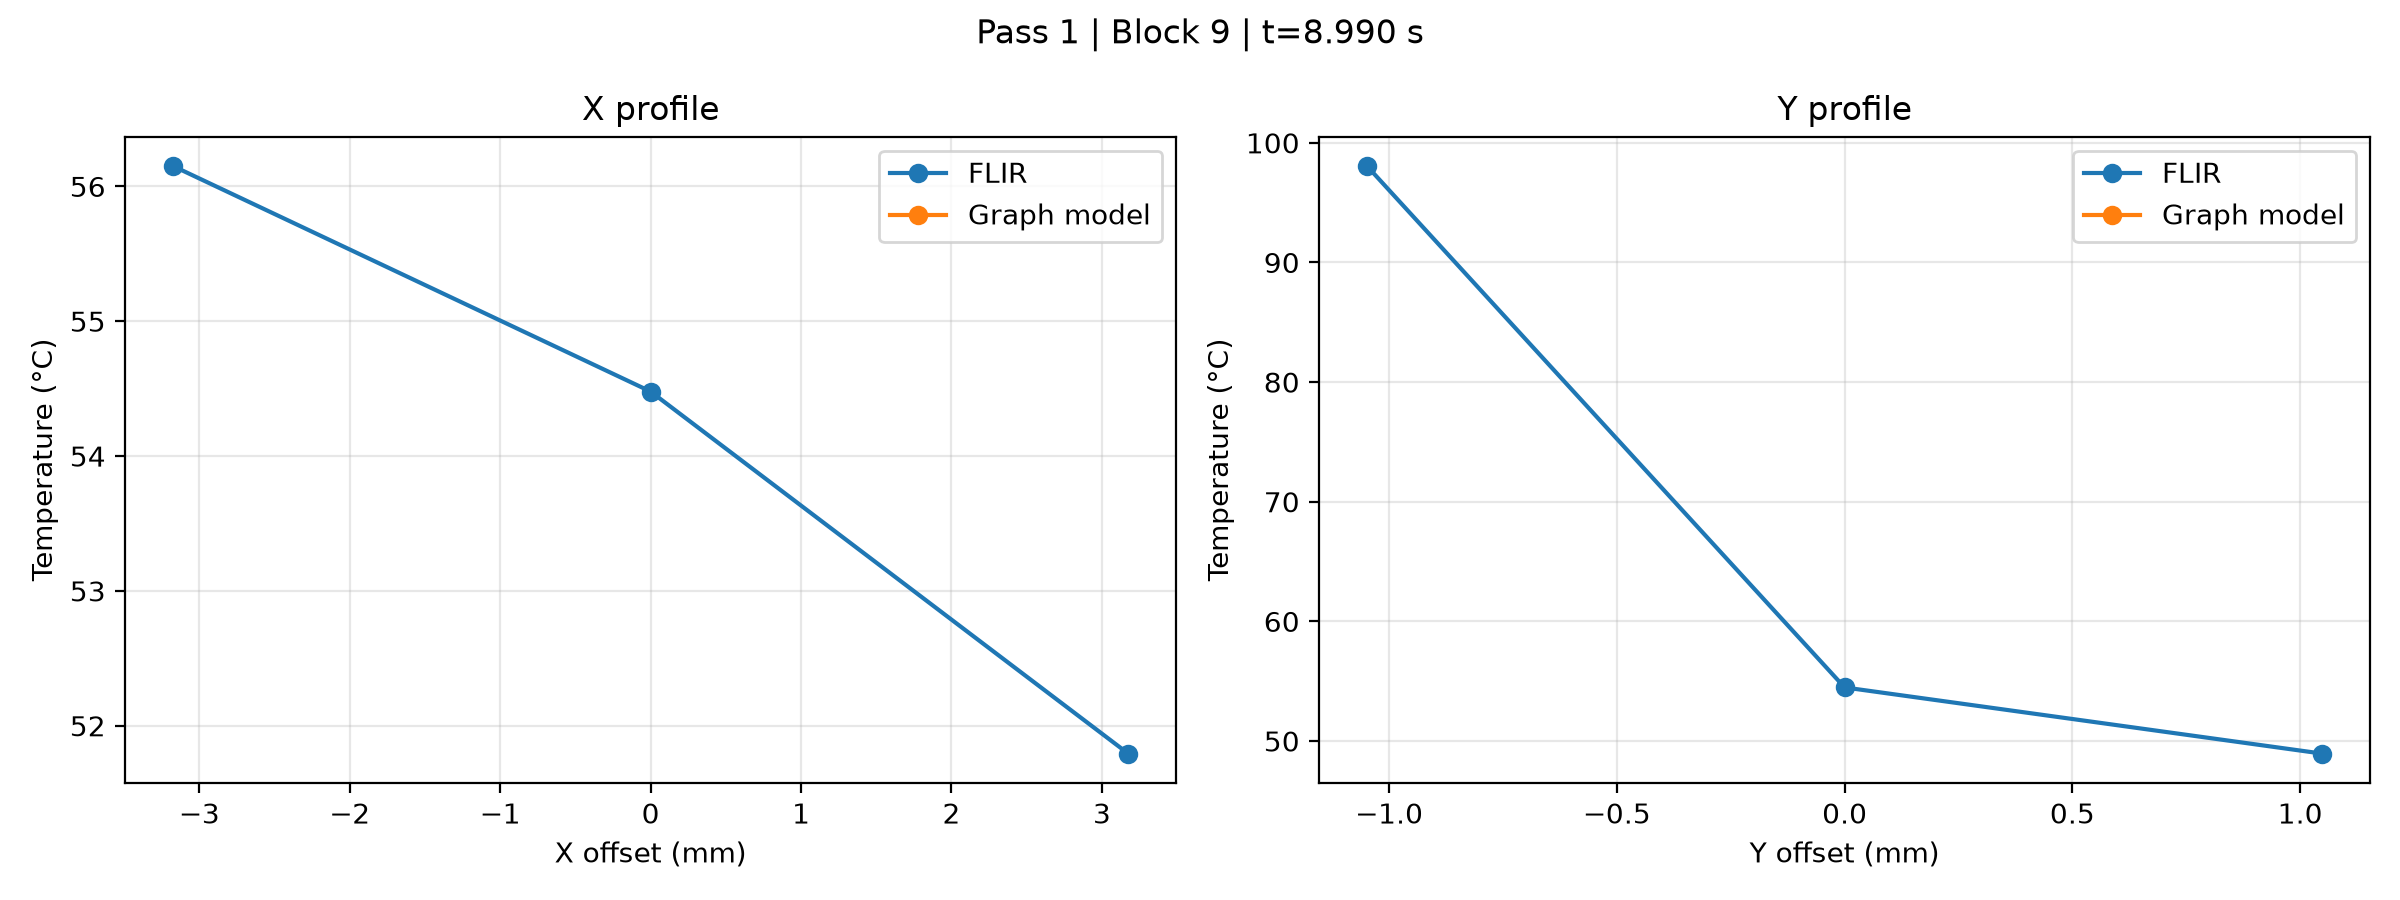 Pass 1 | Block 9 | t=8.990 s
X profile
56
55
54
53
52
Temperature (°C)
−3
−2
−1
0
1
2
3
X offset (mm)
FLIR
Graph model
Y profile
100
90
80
70
60
50
Temperature (°C)
−1.0
−0.5
0.0
0.5
1.0
Y offset (mm)
FLIR
Graph model